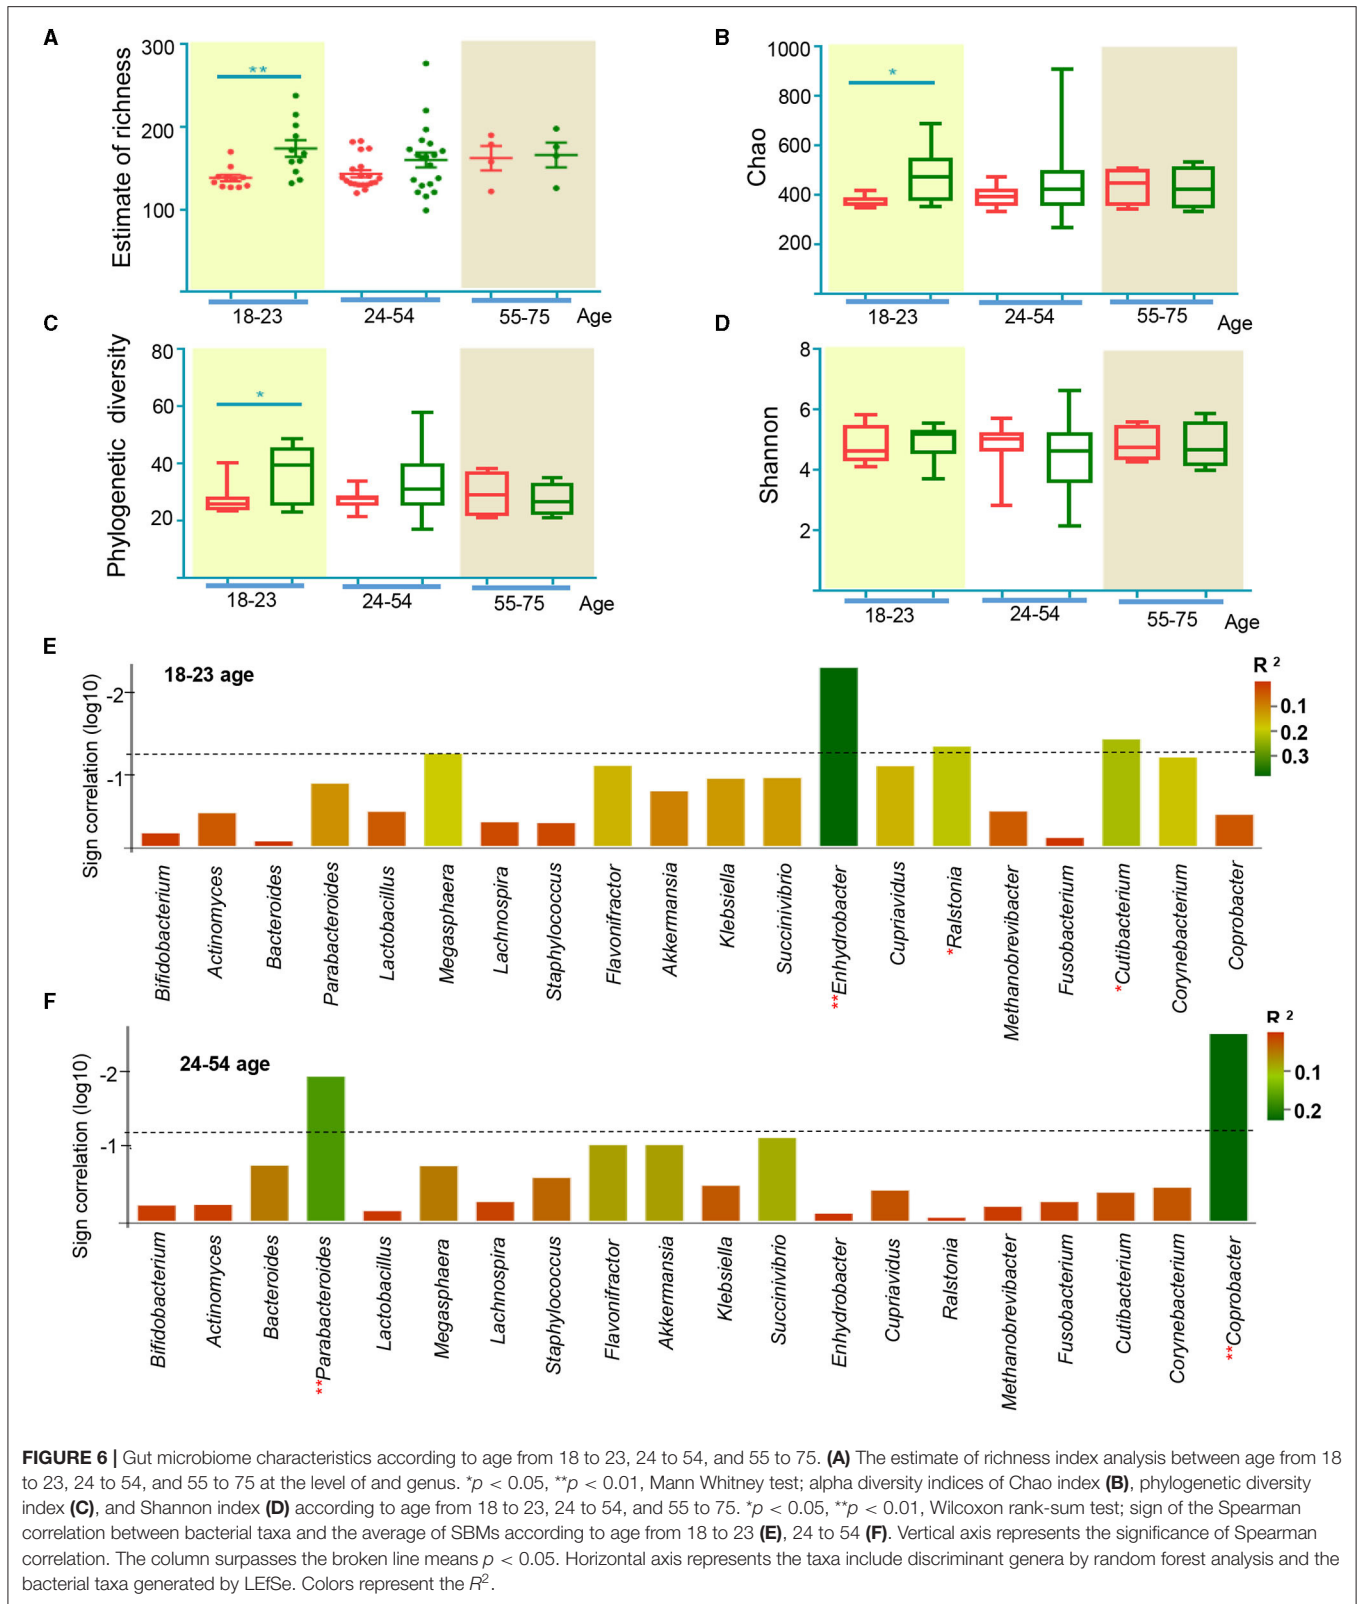 A
Estimate of richness
300
200
100
**
18-23
24-54
55-75
Age
B
Chao
1000
800
600
400
200
*
18-23
24-54
55-75
Age
C
Phylogenetic diversity
80
60
40
20
*
18-23
24-54
55-75
Age
D
Shannon
8
6
4
2
18-23
24-54
55-75
Age
E
18-23 age
Sign correlation (log10)
-2
-1
R 2
0.1
0.2
0.3
Bifidobacterium
Actinomyces
Bacteroides
Parabacteroides
Lactobacillus
Megasphaera
Lachnospira
Staphylococcus
Flavonifractor
Akkermansia
Klebsiella
Succinivibrio
**Enhydrobacter
Cupriavidus
*Ralstonia
Methanobrevibacter
Fusobacterium
*Cutibacterium
Corynebacterium
Coprobacter
F
24-54 age
Sign correlation (log10)
-2
-1
R 2
0.1
0.2
Bifidobacterium
Actinomyces
Bacteroides
**Parabacteroides
Lactobacillus
Megasphaera
Lachnospira
Staphylococcus
Flavonifractor
Akkermansia
Klebsiella
Succinivibrio
Enhydrobacter
Cupriavidus
Ralstonia
Methanobrevibacter
Fusobacterium
Cutibacterium
Corynebacterium
**Coprobacter
FIGURE 6 | Gut microbiome characteristics according to age from 18 to 23, 24 to 54, and 55 to 75. (A) The estimate of richness index analysis between age from 18
to 23, 24 to 54, and 55 to 75 at the level of and genus. *p < 0.05, **p < 0.01, Mann Whitney test; alpha diversity indices of Chao index (B), phylogenetic diversity
index (C), and Shannon index (D) according to age from 18 to 23, 24 to 54, and 55 to 75. *p < 0.05, **p < 0.01, Wilcoxon rank-sum test; sign of the Spearman
correlation between bacterial taxa and the average of SBMs according to age from 18 to 23 (E), 24 to 54 (F). Vertical axis represents the significance of Spearman
correlation. The column surpasses the broken line means p < 0.05. Horizontal axis represents the taxa include discriminant genera by random forest analysis and the
bacterial taxa generated by LEfSe. Colors represent the R2.